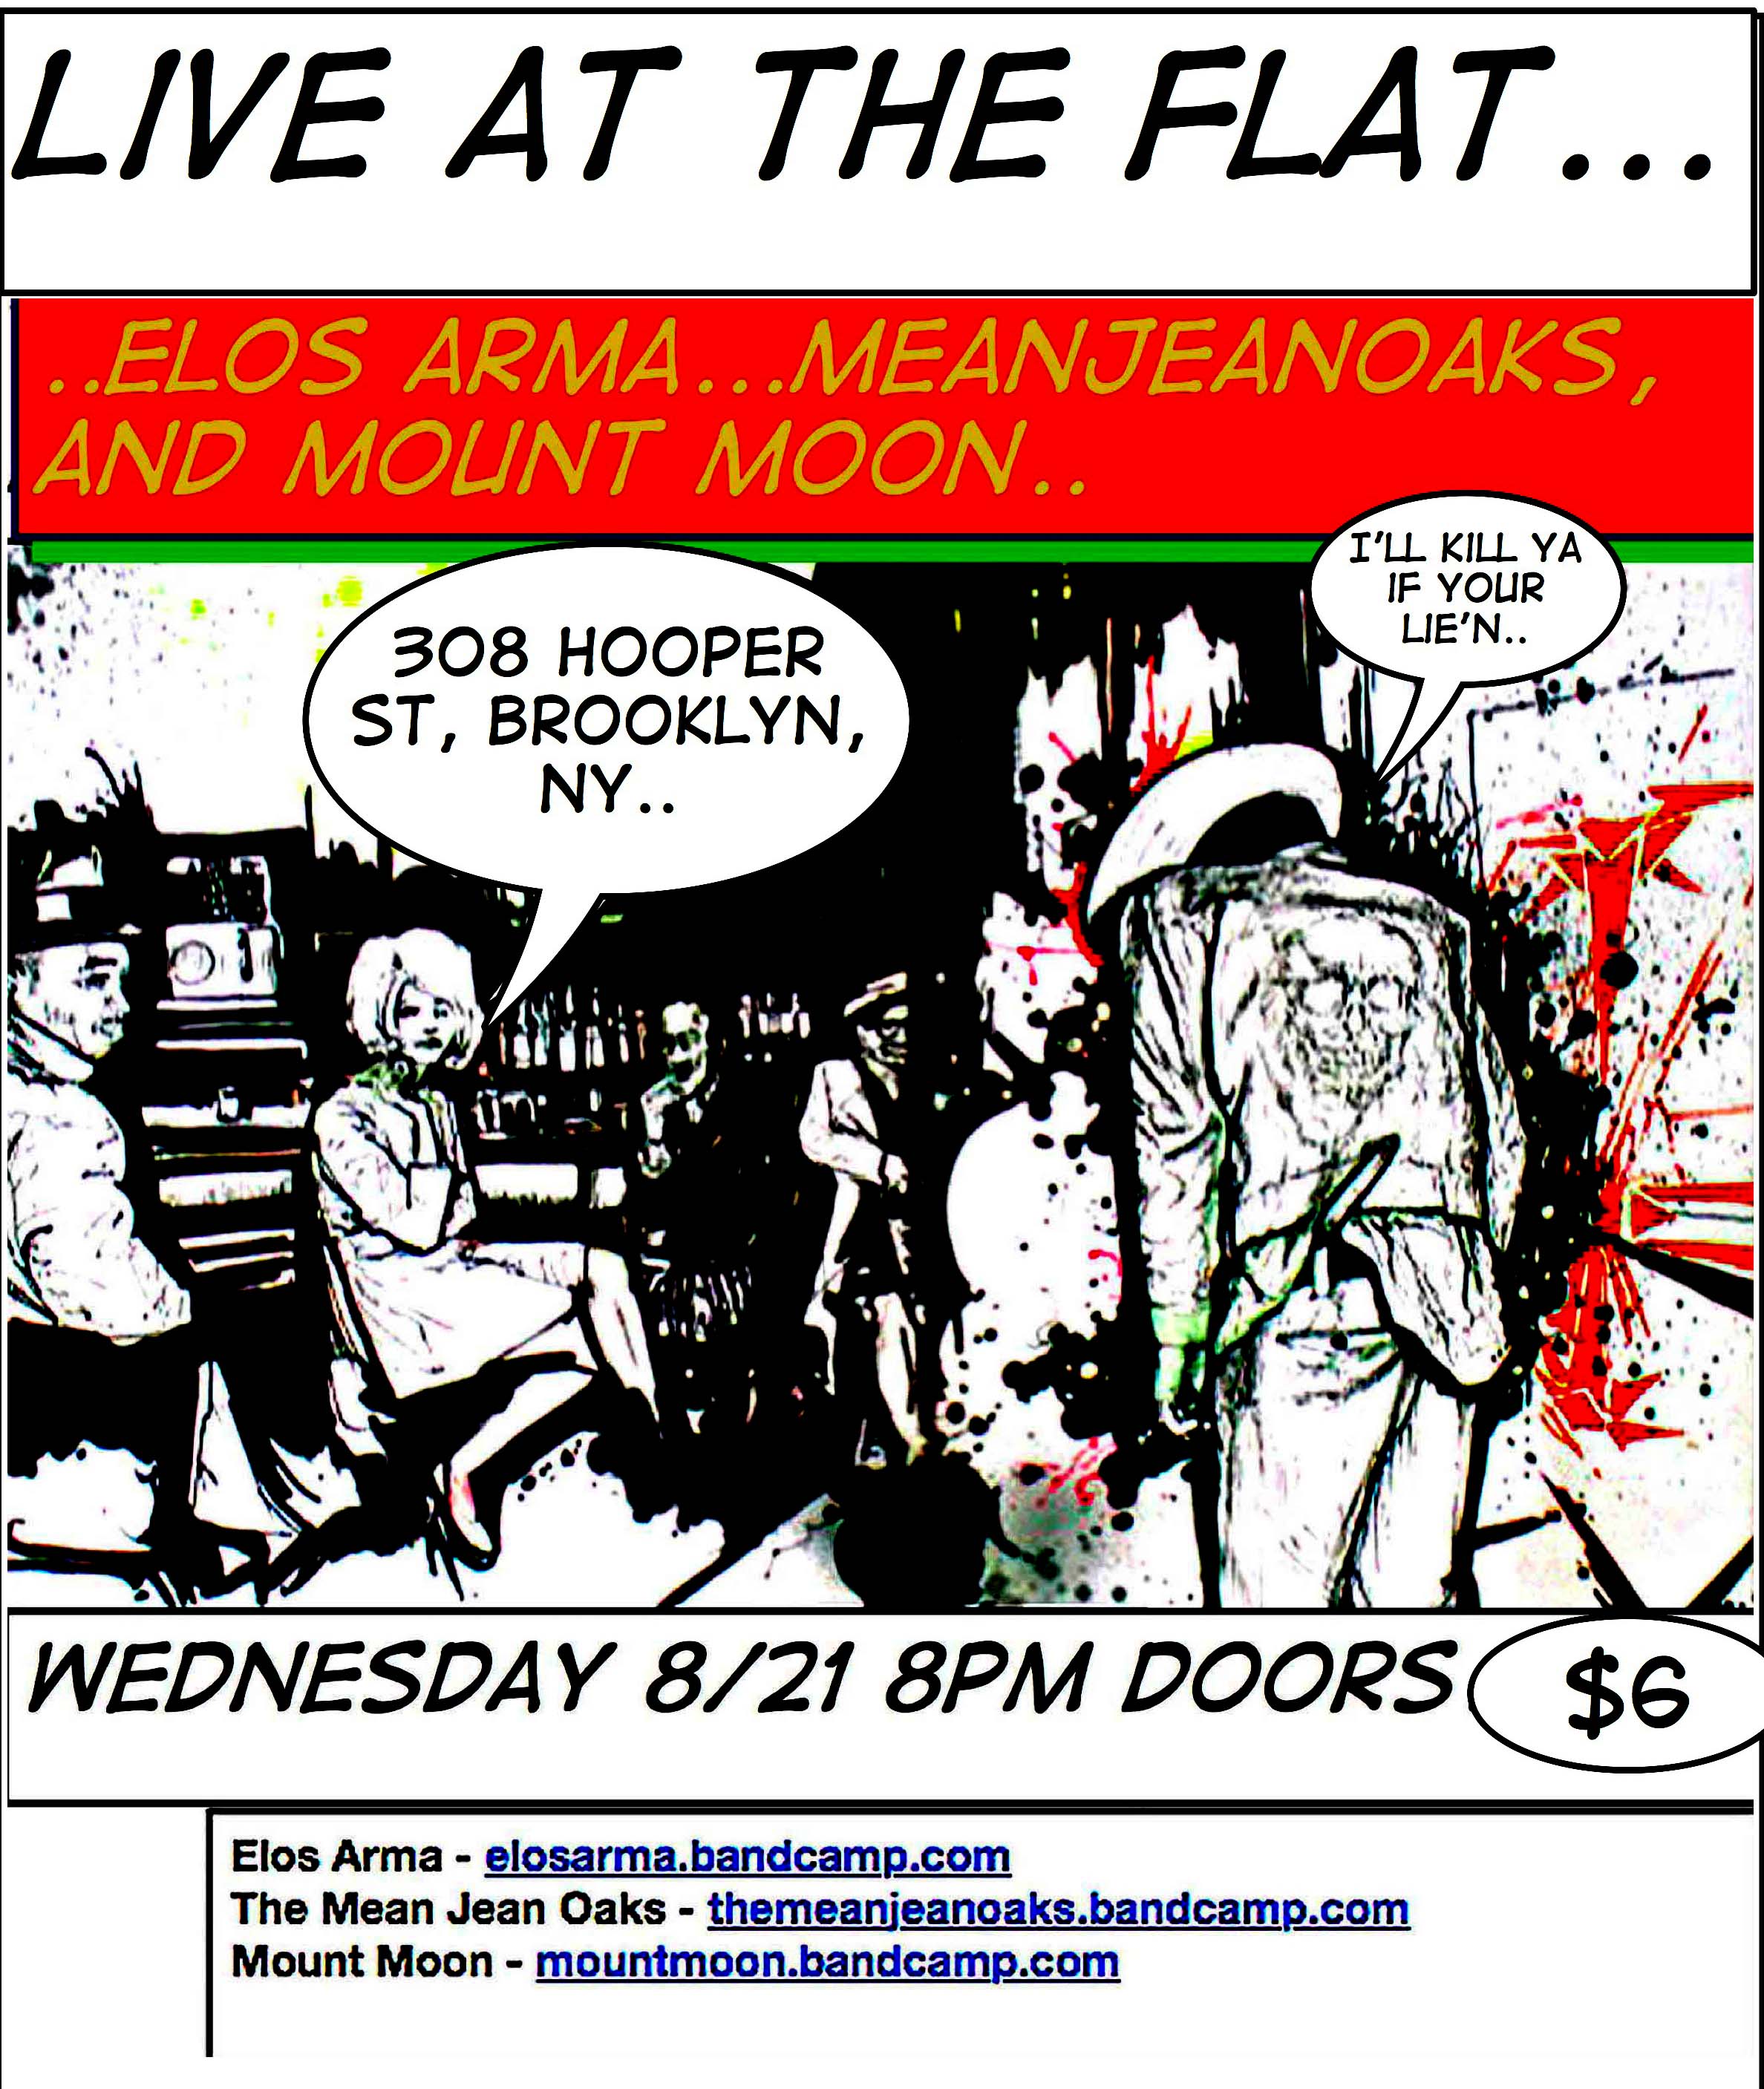 LIVE AT THE FLAT...
..ELOS ARMA...MEANJEANOAKS,
AND MOUNT MOON..
I'LL KILL YA
IF YOUR
LIE'N..
308 HOOPER
ST, BROOKLYN,
NY..
WEDNESDAY 8/21 8PM DOORS
$6
Elos Arma - elosarma.bandcamp.com
The Mean Jean Oaks - themeanjeanoaks.bandcamp.com
Mount Moon - mountmoon.bandcamp.com